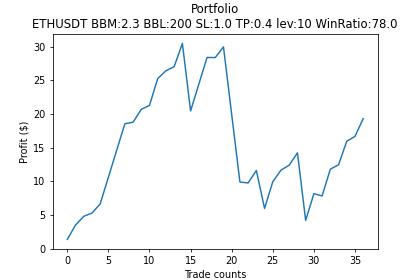 Portfolio
ETHUSDT BBM:2.3 BBL:200 SL:1.0 TP:0.4 lev:10 WinRatio:78.0
30
25
20
15
10
5
0
Profit ($)
0 5 10 15 20 25 30 35
Trade counts